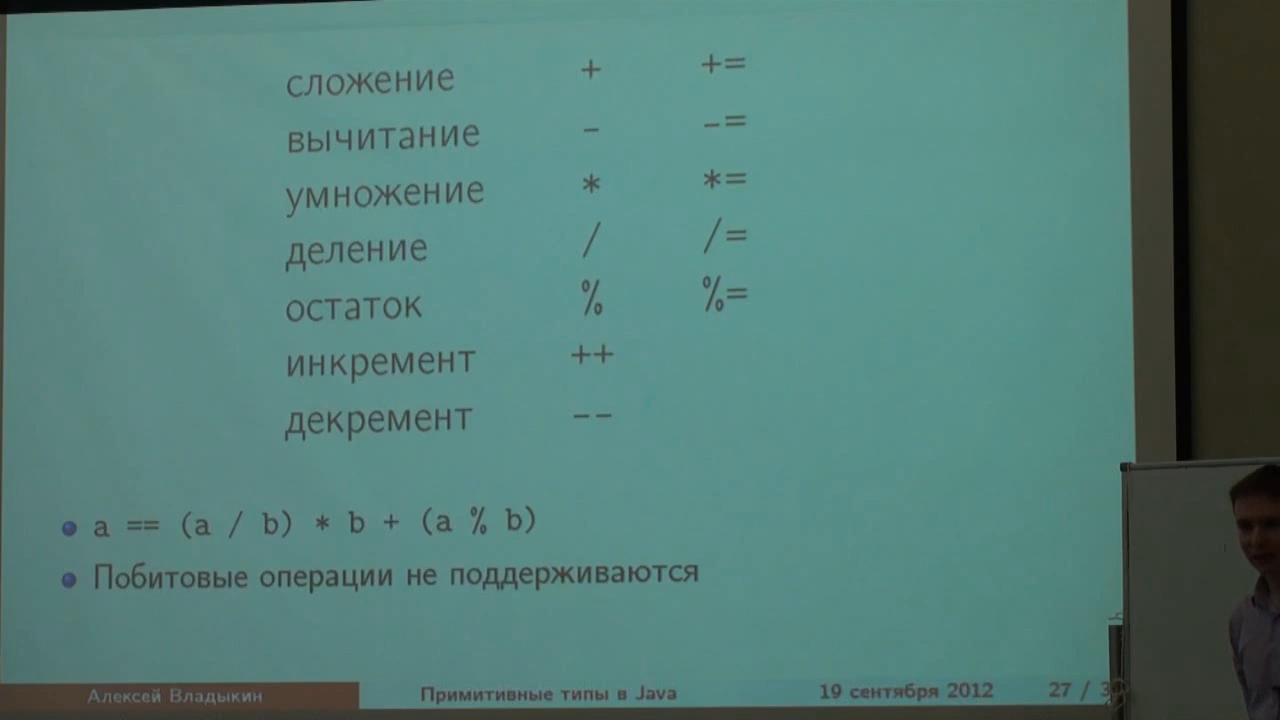 сложение + +=
вычитание - -=
умножение * *=
деление / /=
остаток % %=
инкремент ++
декремент --
a == (a / b) * b + (a % b)
Побитовые операции не поддерживаются
Алексей Владыкин Примитивные типы в Java 19 сентября 2012 27 /